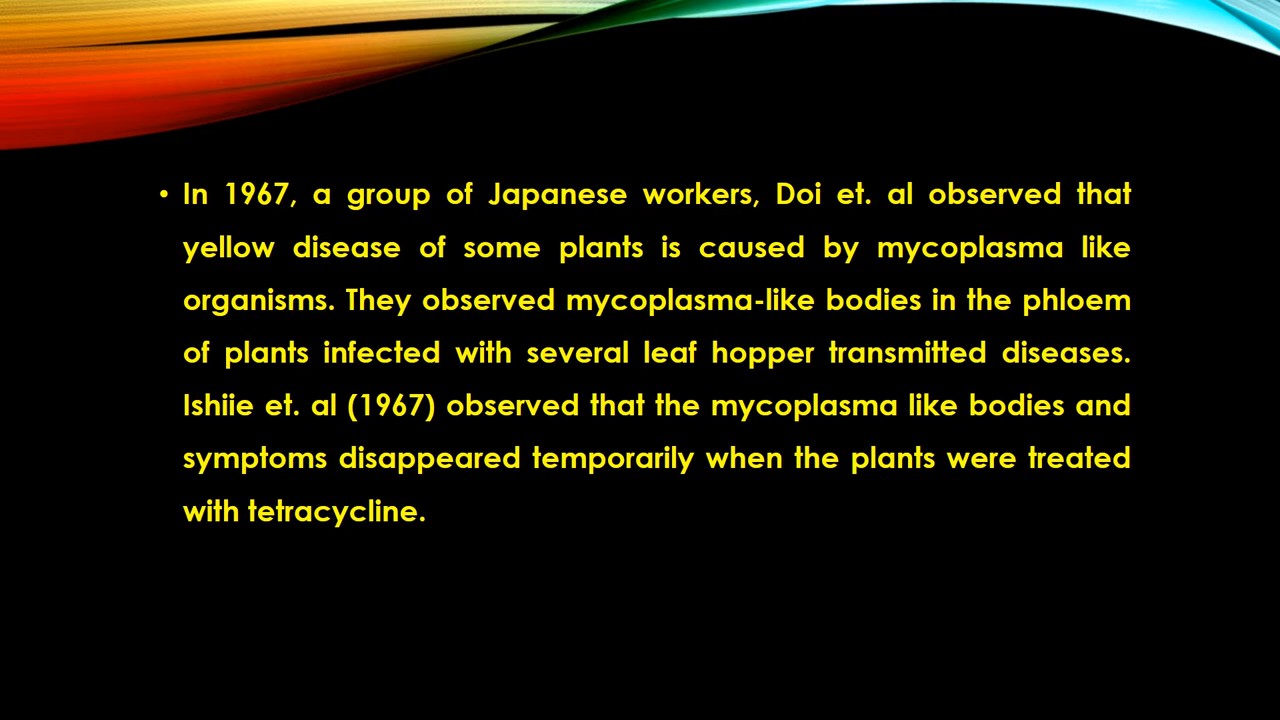 • In 1967, a group of Japanese workers, Doi et. al observed that
yellow disease of some plants is caused by mycoplasma like
organisms. They observed mycoplasma-like bodies in the phloem
of plants infected with several leaf hopper transmitted diseases.
Ishiie et. al (1967) observed that the mycoplasma like bodies and
symptoms disappeared temporarily when the plants were treated
with tetracycline.